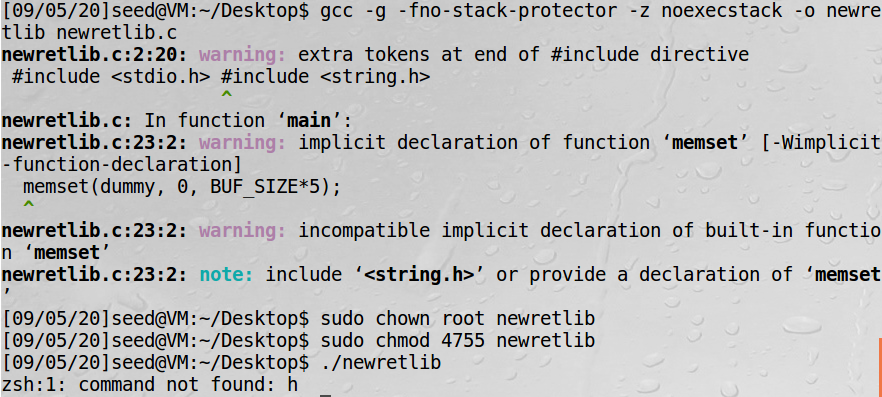 [09/05/20]seed@VM:~/Desktop$ gcc -g -fno-stack-protector -z noexecstack -o newre
tlib newretlib.c
newretlib.c:2:20: warning: extra tokens at end of #include directive
 #include <stdio.h> #include <string.h>
                    ^
newretlib.c: In function ‘main’:
newretlib.c:23:2: warning: implicit declaration of function ‘memset’ [-Wimplicit
-function-declaration]
  memset(dummy, 0, BUF_SIZE*5);
  ^
newretlib.c:23:2: warning: incompatible implicit declaration of built-in functio
n ‘memset’
newretlib.c:23:2: note: include ‘<string.h>’ or provide a declaration of ‘memset
’
[09/05/20]seed@VM:~/Desktop$ sudo chown root newretlib
[09/05/20]seed@VM:~/Desktop$ sudo chmod 4755 newretlib
[09/05/20]seed@VM:~/Desktop$ ./newretlib
zsh:1: command not found: h